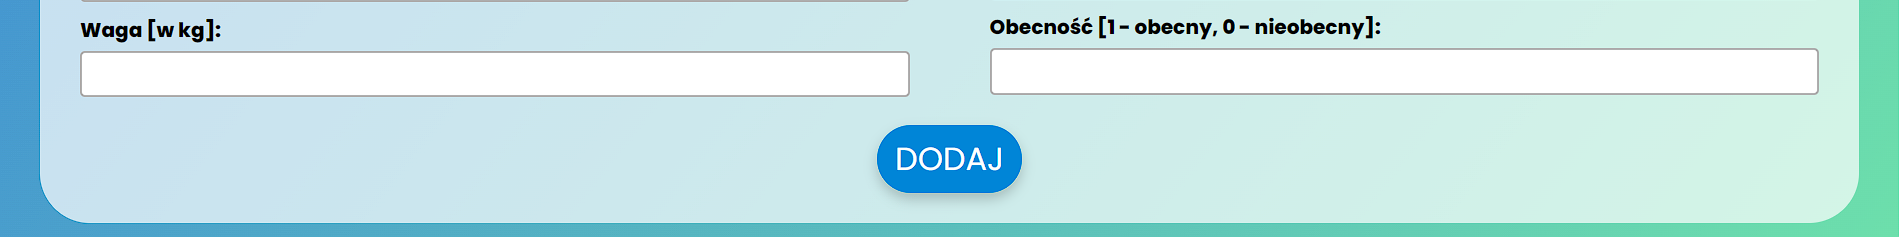 Waga [w kg]:
Obecność [1 - obecny, 0 - nieobecny]:
DODAJ